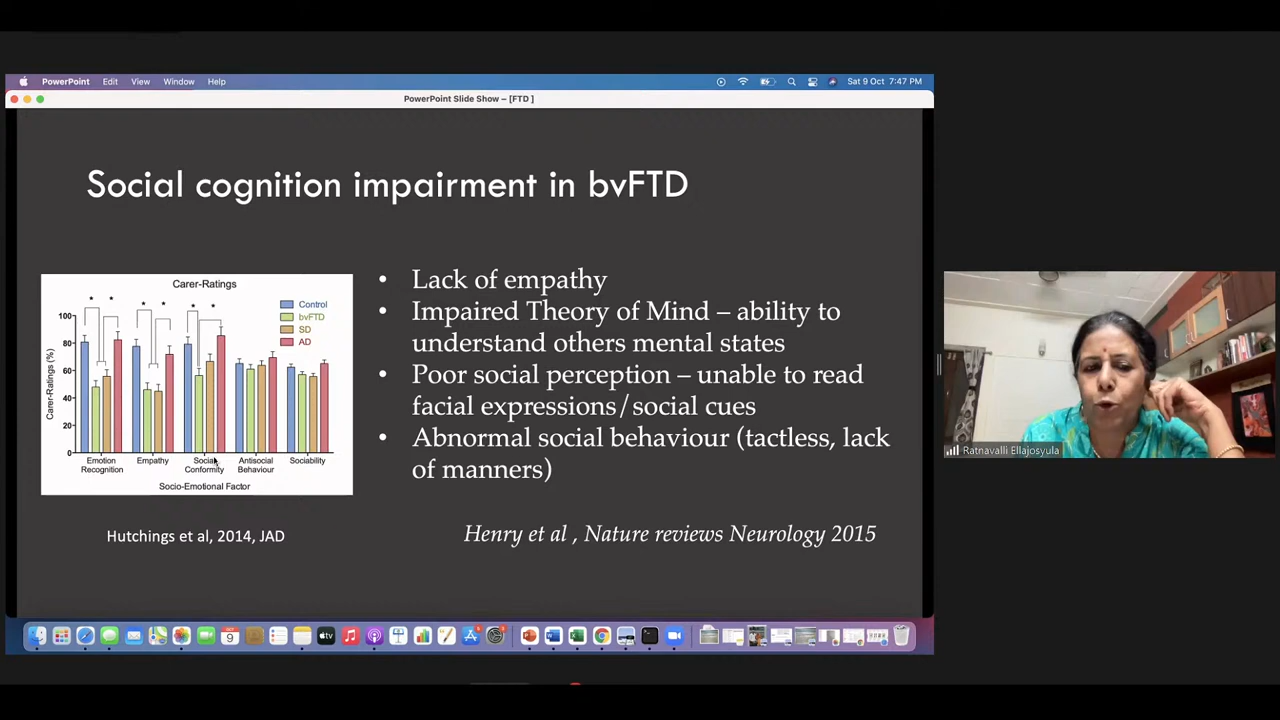 PowerPoint Edit View Window Help
Sat 9 Oct 7:47 PM
PowerPoint Slide Show – [FTD ]
Social cognition impairment in bvFTD
Carer-Ratings
Control
bvFTD
SD
AD
Carer-Ratings (%)
100
80
60
40
20
0
Emotion
Recognition
Empathy
Social
Conformity
Antisocial
Behaviour
Sociability
Socio-Emotional Factor
Hutchings et al, 2014, JAD
• Lack of empathy
• Impaired Theory of Mind – ability to
understand others mental states
• Poor social perception – unable to read
facial expressions/social cues
• Abnormal social behaviour (tactless, lack
of manners)
Henry et al , Nature reviews Neurology 2015
Ratnavalli Ellajosyula
9
tv